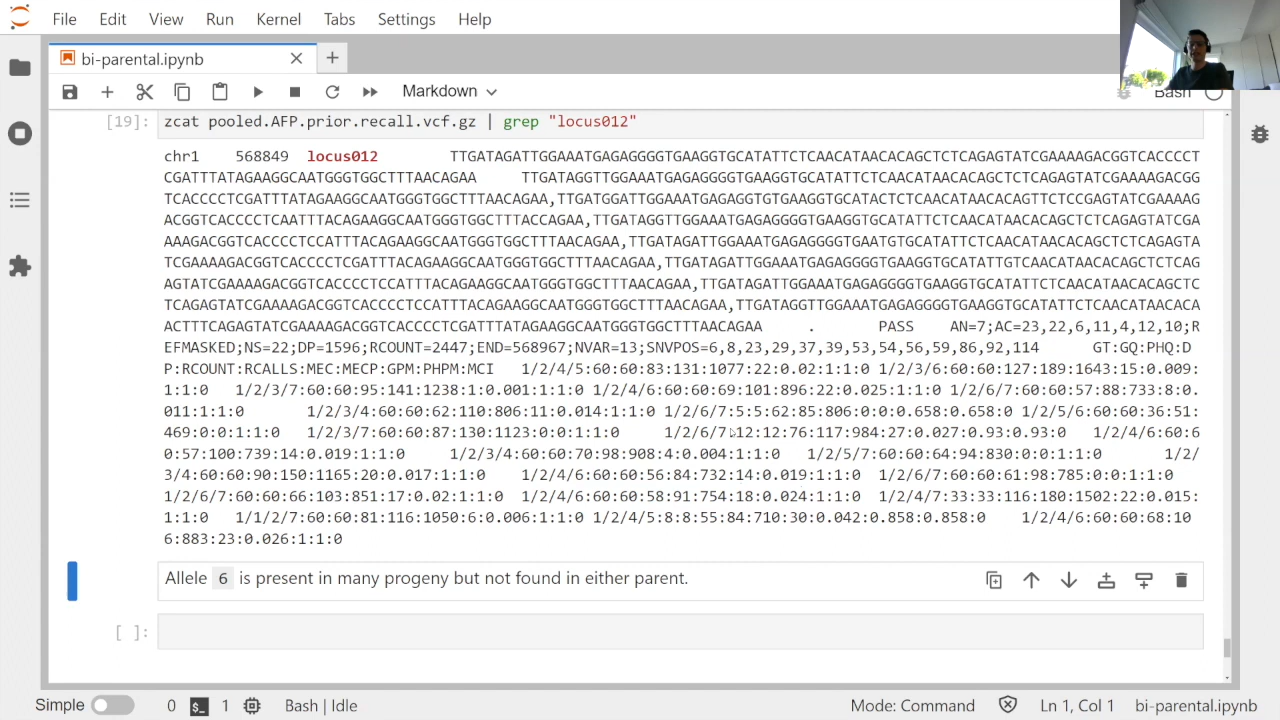 File Edit View Run Kernel Tabs Settings Help
bi-parental.ipynb
Markdown
Bash
[19]: zcat pooled.AFP.prior.recall.vcf.gz | grep "locus012"
chr1 568849 locus012 TTGATAGATTGGAAATGAGAGGGGTGAAGGTGCATATTCTCAACATAACACAGCTCTCAGAGTATCGAAAAGACGGTCACCCCT
CGATTTATAGAAGGCAATGGGTGGCTTTAACAGAA TTGATAGGTTGGAAATGAGAGGGGTGAAGGTGCATATTCTCAACATAACACAGCTCTCAGAGTATCGAAAAGACGG
TCACCCCTCGATTTATAGAAGGCAATGGGTGGCTTTAACAGAA,TTGATGGATTGGAAATGAGAGGTGTGAAGGTGCATACTCTCAACATAACACAGTTCTCCGAGTATCGAAAAG
ACGGTCACCCCTCAATTTACAGAAGGCAATGGGTGGCTTTACCAGAA,TTGATAGGTTGGAAATGAGAGGGGTGAAGGTGCATATTCTCAACATAACACAGCTCTCAGAGTATCGA
AAAGACGGTCACCCCTCCATTTACAGAAGGCAATGGGTGGCTTTAACAGAA,TTGATAGATTGGAAATGAGAGGGGTGAATGTGCATATTCTCAACATAACACAGCTCTCAGAGTA
TCGAAAAGACGGTCACCCCTCGATTTACAGAAGGCAATGGGTGGCTTTAACAGAA,TTGATAGATTGGAAATGAGAGGGGTGAAGGTGCATATTGTCAACATAACACAGCTCTCAG
AGTATCGAAAAGACGGTCACCCCTCCATTTACAGAAGGCAATGGGTGGCTTTAACAGAA,TTGATAGATTGGAAATGAGAGGGGTGAAGGTGCATATTCTCAACATAACACAGCTC
TCAGAGTATCGAAAAGACGGTCACCCCTCCATTTACAGAAGGCAATGGGTGGCTTTAACAGAA,TTGATAGGTTGGAAATGAGAGGGGTGAAGGTGCATATTCTCAACATAACACA
ACTTTCAGAGTATCGAAAAGACGGTCACCCCTCGATTTATAGAAGGCAATGGGTGGCTTTAACAGAA . PASS AN=7;AC=23,22,6,11,4,12,10;R
EFMASKED;NS=22;DP=1596;RCOUNT=2447;END=568967;NVAR=13;SNVPOS=6,8,23,29,37,39,53,54,56,59,86,92,114 GT:GQ:PHQ:D
P:RCOUNT:RCALLS:MEC:MECP:GPM:PHPM:MCI 1/2/4/5:60:60:83:131:1077:22:0.02:1:1:0 1/2/3/6:60:60:127:189:1643:15:0.009:
1:1:0 1/2/3/7:60:60:95:141:1238:1:0.001:1:1:0 1/2/4/6:60:60:69:101:896:22:0.025:1:1:0 1/2/6/7:60:60:57:88:733:8:0.
011:1:1:0 1/2/3/4:60:60:62:110:806:11:0.014:1:1:0 1/2/6/7:5:5:62:85:806:0:0:0.658:0.658:0 1/2/5/6:60:60:36:51:
469:0:0:1:1:0 1/2/3/7:60:60:87:130:1123:0:0:1:1:0 1/2/6/7:12:12:76:117:984:27:0.027:0.93:0.93:0 1/2/4/6:60:6
0:57:100:739:14:0.019:1:1:0 1/2/3/4:60:60:70:98:908:4:0.004:1:1:0 1/2/5/7:60:60:64:94:830:0:0:1:1:0 1/2/
3/4:60:60:90:150:1165:20:0.017:1:1:0 1/2/4/6:60:60:56:84:732:14:0.019:1:1:0 1/2/6/7:60:60:61:98:785:0:0:1:1:0
1/2/6/7:60:60:66:103:851:17:0.02:1:1:0 1/2/4/6:60:60:58:91:754:18:0.024:1:1:0 1/2/4/7:33:33:116:180:1502:22:0.015:
1:1:0 1/1/2/7:60:60:81:116:1050:6:0.006:1:1:0 1/2/4/5:8:8:55:84:710:30:0.042:0.858:0.858:0 1/2/4/6:60:60:68:10
6:883:23:0.026:1:1:0
Allele 6 is present in many progeny but not found in either parent.
[ ]:
Simple 0 1 Bash | Idle Mode: Command Ln 1, Col 1 bi-parental.ipynb